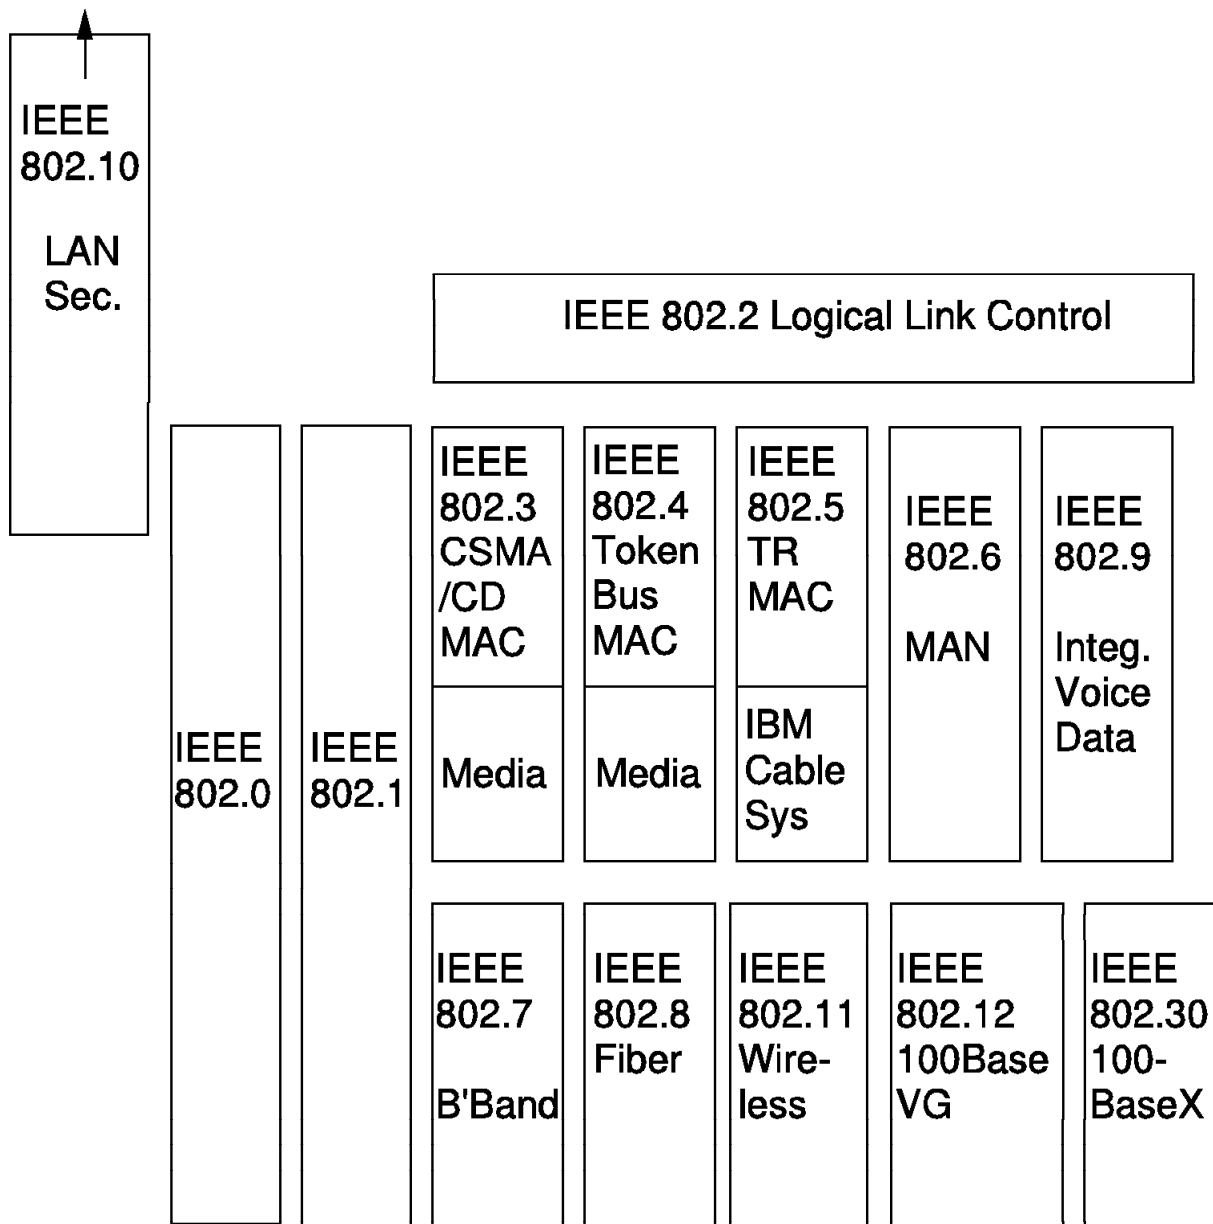 IEEE
802.10
LAN
Sec.
IEEE 802.2 Logical Link Control
IEEE
802.0
IEEE
802.1
IEEE
802.3
CSMA
/CD
MAC
Media
IEEE
802.4
Token
Bus
MAC
Media
IEEE
802.5
TR
MAC
IBM
Cable
Sys
IEEE
802.6
MAN
IEEE
802.9
Integ.
Voice
Data
IEEE
802.7
B'Band
IEEE
802.8
Fiber
IEEE
802.11
Wire-
less
IEEE
802.12
100Base
VG
IEEE
802.30
100-
BaseX